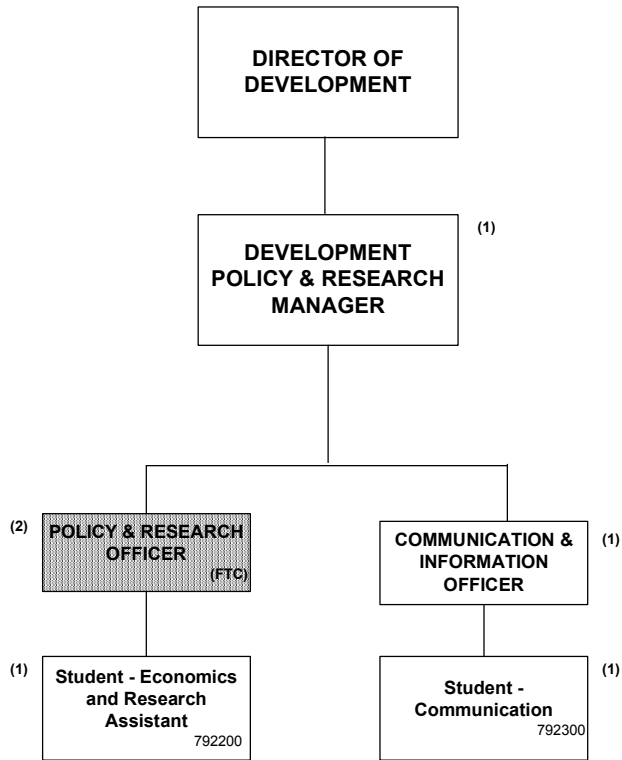 DIRECTOR OF
DEVELOPMENT
(1)
DEVELOPMENT
POLICY & RESEARCH
MANAGER
(2)
POLICY & RESEARCH
OFFICER
(FTC)
COMMUNICATION &
INFORMATION
OFFICER
(1)
(1)
Student - Economics
and Research
Assistant
792200
Student -
Communication
792300
(1)